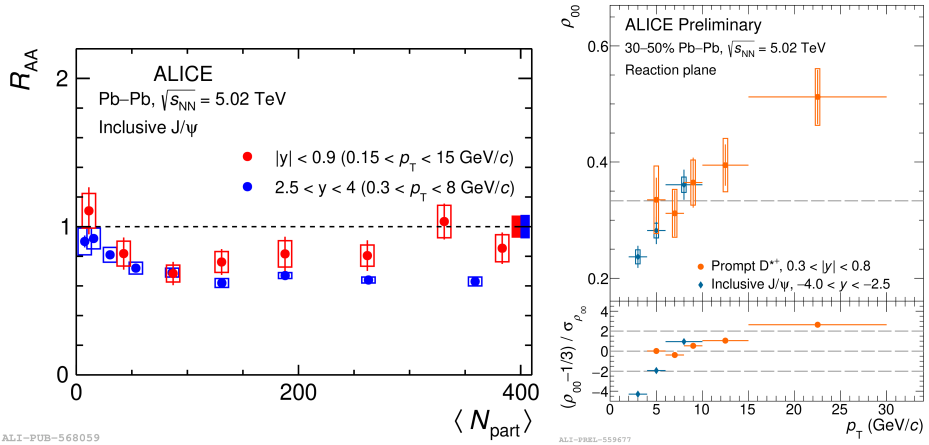 R_AA
2
1
0
ALICE
Pb–Pb, √s_NN = 5.02 TeV
Inclusive J/ψ
|y| < 0.9 (0.15 < p_T < 15 GeV/c)
2.5 < y < 4 (0.3 < p_T < 8 GeV/c)
0 200 400
⟨ N_part ⟩
ALI-PUB-568059
ρ_00
0.6
0.4
0.2
ALICE Preliminary
30–50% Pb–Pb, √s_NN = 5.02 TeV
Reaction plane
Prompt D*+, 0.3 < |y| < 0.8
Inclusive J/ψ, −4.0 < y < −2.5
(ρ_00−1/3) / σ_ρ_00
4
2
0
−2
−4
0 5 10 15 20 25 30
p_T (GeV/c)
ALI-PREL-559677